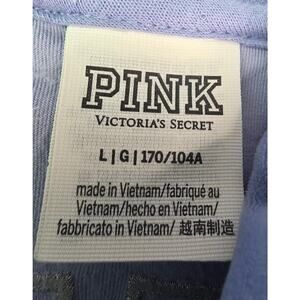 PINK
VICTORIA'S SECRET
L | G | 170/104A
made in Vietnam/fabriqué au
Vietnam/hecho en Vietnam/
fabbricato in Vietnam/ 越南制造